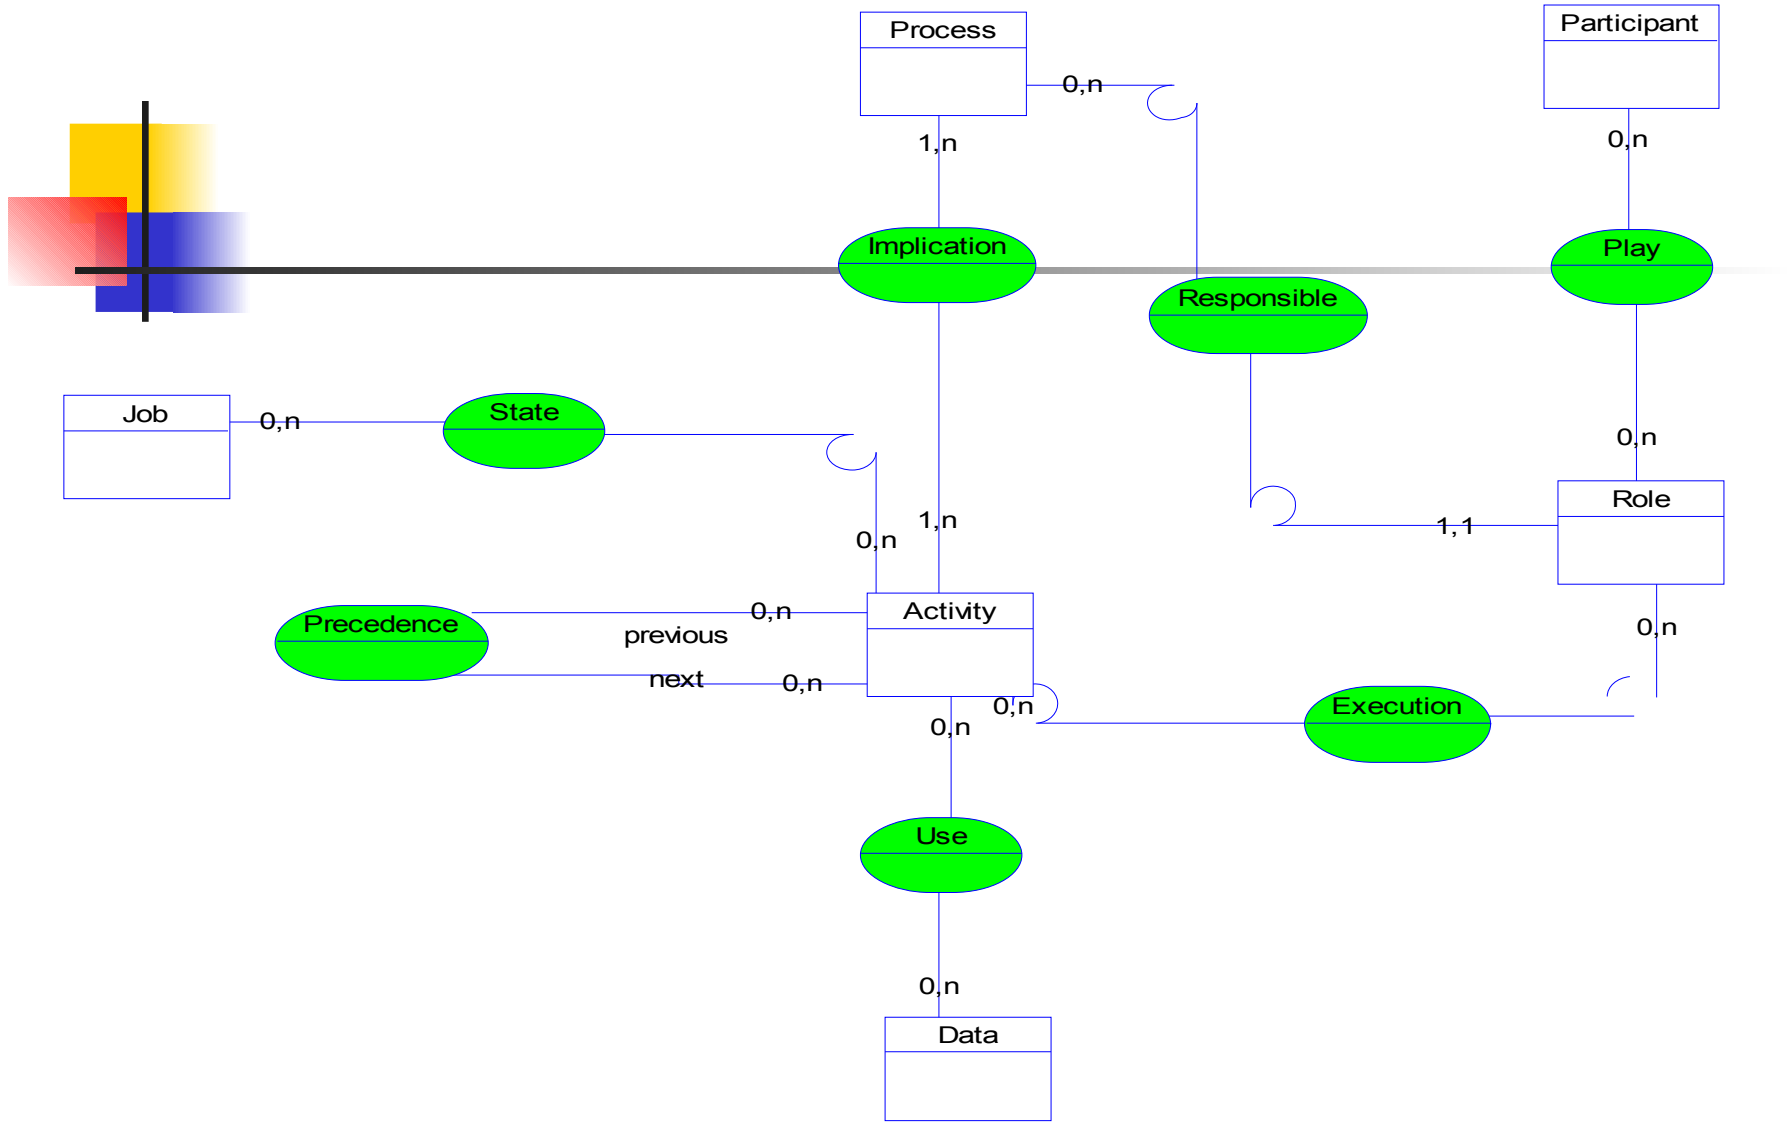 Process
Participant
0,n
1,n
0,n
Implication
Play
Responsible
Job
0,n
State
0,n
Role
1,n
1,1
0,n
Precedence
0,n
previous
Activity
0,n
next
0,n
0,n
Execution
0,n
Use
0,n
Data